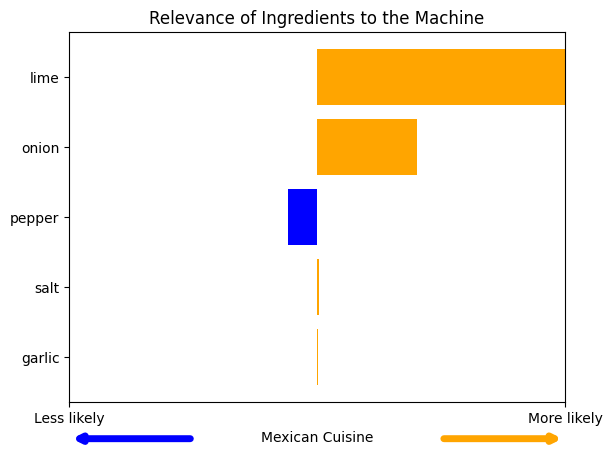 Relevance of Ingredients to the Machine
lime
onion
pepper
salt
garlic
Less likely
More likely
Mexican Cuisine